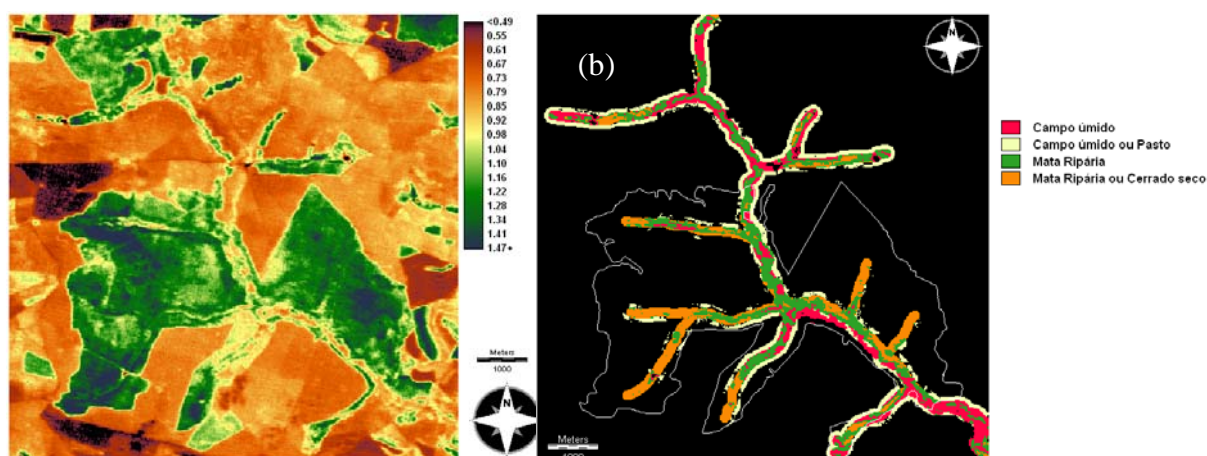 <0.49
0.55
0.61
0.67
0.73
0.79
0.85
0.92
0.98
1.04
1.10
1.16
1.22
1.28
1.34
1.41
1.47+
Meters
1000
N
(b)
N
Meters
1000
Campo úmido
Campo úmido ou Pasto
Mata Ripária
Mata Ripária ou Cerrado seco